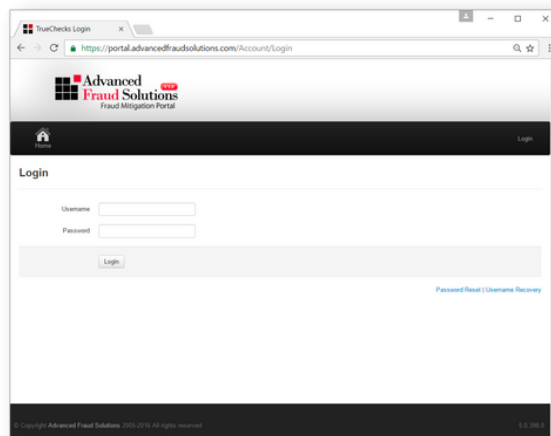 TrueChecks Login
https://portal.advancedfraudsolutions.com/Account/Login
Advanced
Fraud Solutions
Fraud Mitigation Portal
Home
Login
Login
Username
Password
Login
Password Reset | Username Recovery
© Copyright Advanced Fraud Solutions 2005-2016 All rights reserved